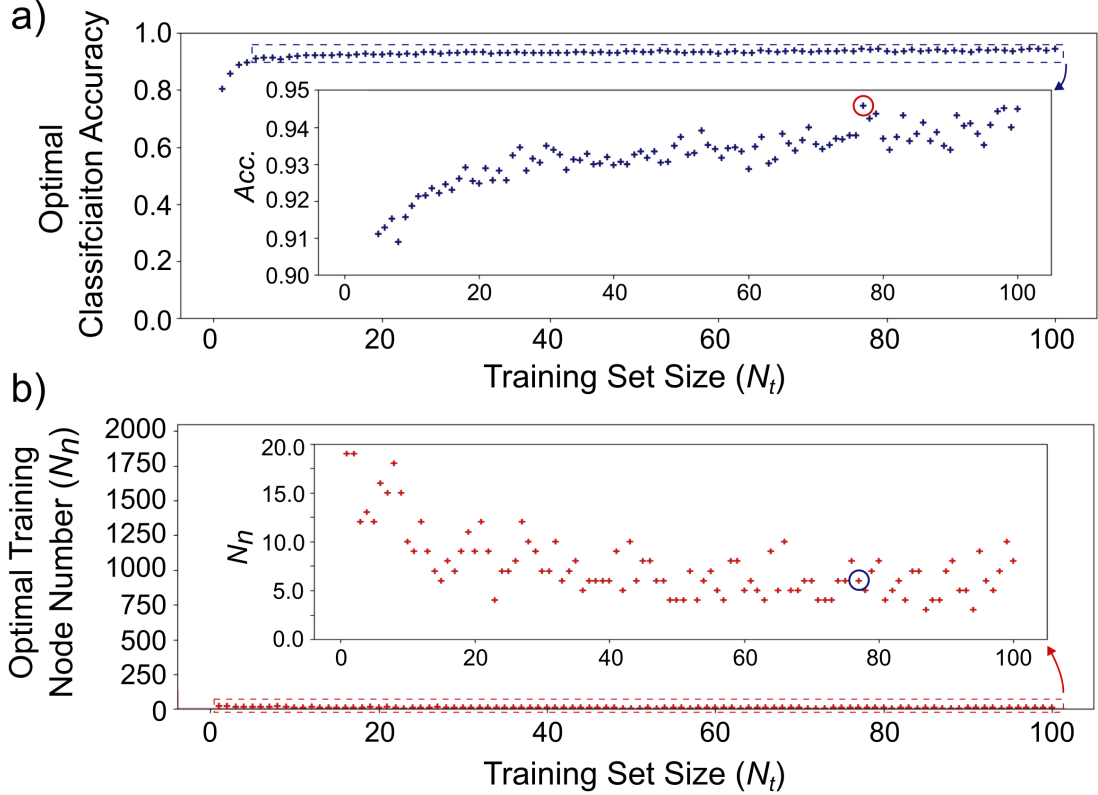 a)
Optimal
Classifciaiton Accuracy
1.0
0.8
0.6
0.4
0.2
0.0
Acc.
0.95
0.94
0.93
0.92
0.91
0.90
0 20 40 60 80 100
0 20 40 60 80 100
Training Set Size (Nt)
b)
Optimal Training
Node Number (Nn)
2000
1750
1500
1250
1000
750
500
250
0
Nn
20.0
15.0
10.0
5.0
0.0
0 20 40 60 80 100
0 20 40 60 80 100
Training Set Size (Nt)